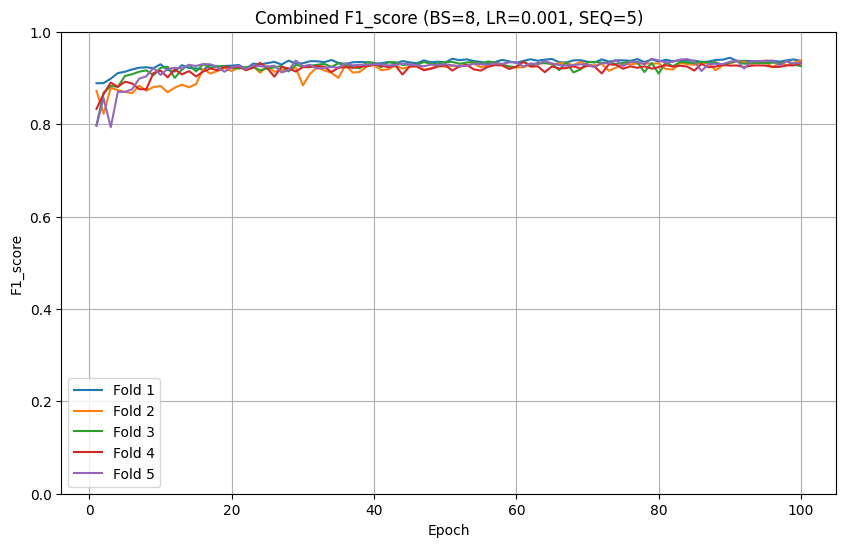 Combined F1_score (BS=8, LR=0.001, SEQ=5)
1.0
0.8
0.6
0.4
0.2
0.0
F1_score
Fold 1
Fold 2
Fold 3
Fold 4
Fold 5
0 20 40 60 80 100
Epoch